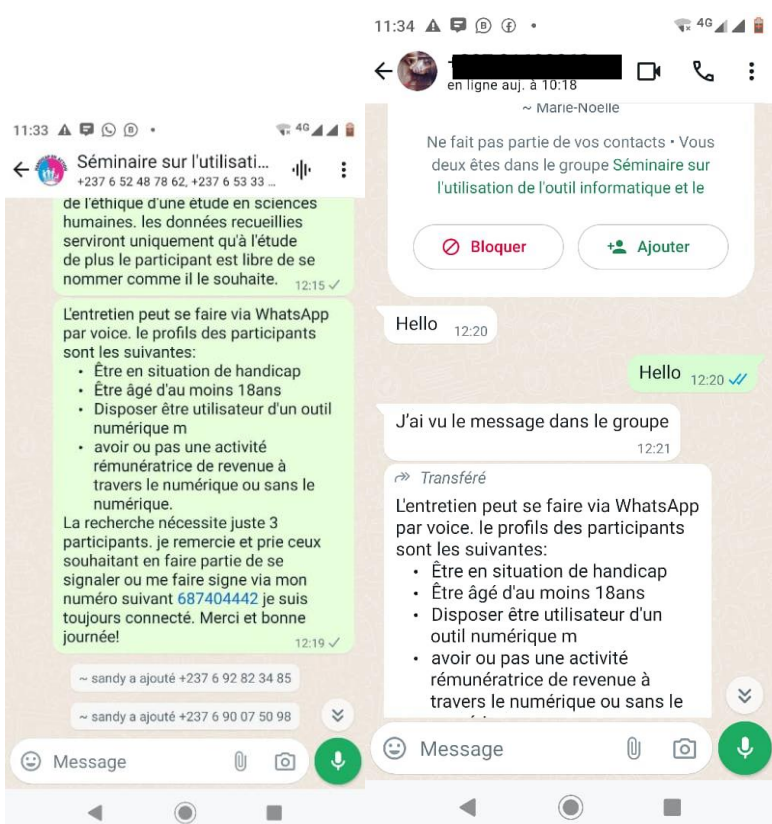 11:33
4G
Séminaire sur l'utilisati...
+237 6 52 48 78 62, +237 6 53 33 ...
de l'éthique d'une étude en sciences
humaines. les données recueillies
serviront uniquement qu'à l'étude
de plus le participant est libre de se
nommer comme il le souhaite.
12:15
L'entretien peut se faire via WhatsApp
par voice. le profils des participants
sont les suivantes:
• Être en situation de handicap
• Être âgé d'au moins 18ans
• Disposer être utilisateur d'un outil
numérique m
• avoir ou pas une activité
rémunératrice de revenue à
travers le numérique ou sans le
numérique.
La recherche nécessite juste 3
participants. je remercie et prie ceux
souhaitant en faire partie de se
signaler ou me faire signe via mon
numéro suivant 687404442 je suis
toujours connecté. Merci et bonne
journée!
12:19
~ sandy a ajouté +237 6 92 82 34 85
~ sandy a ajouté +237 6 90 07 50 98
Message
11:34
4G
en ligne auj. à 10:18
~ Marie-Noelle
Ne fait pas partie de vos contacts • Vous
deux êtes dans le groupe Séminaire sur
l'utilisation de l'outil informatique et le
Bloquer
Ajouter
Hello 12:20
Hello 12:20
J'ai vu le message dans le groupe
12:21
Transféré
L'entretien peut se faire via WhatsApp
par voice. le profils des participants
sont les suivantes:
• Être en situation de handicap
• Être âgé d'au moins 18ans
• Disposer être utilisateur d'un
outil numérique m
• avoir ou pas une activité
rémunératrice de revenue à
travers le numérique ou sans le
Message